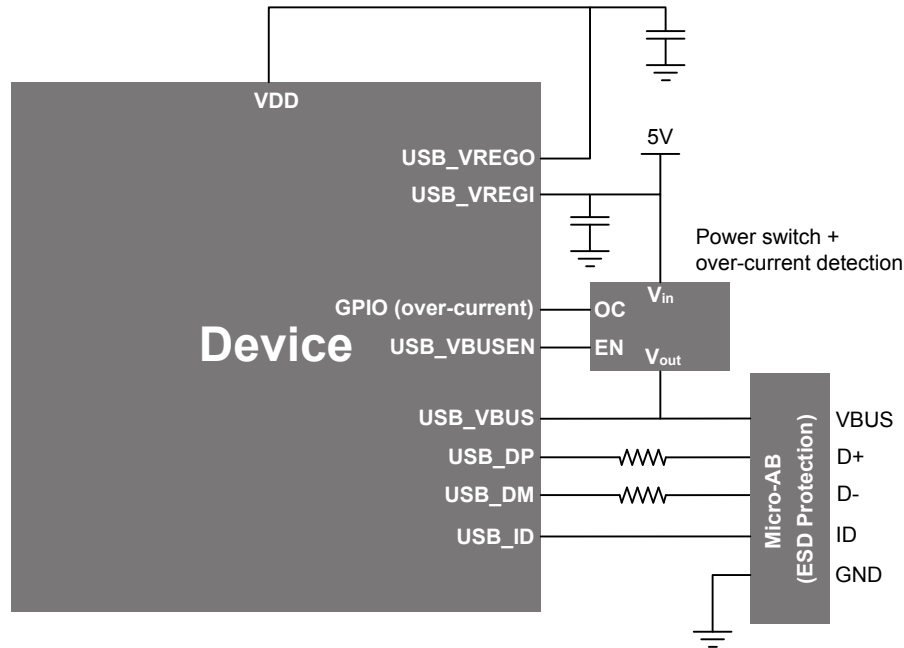 VDD
USB_VREGO
5V
USB_VREGI
Power switch +
over-current detection
Vin
GPIO (over-current)
OC
Device
USB_VBUSEN
EN
Vout
USB_VBUS
VBUS
USB_DP
D+
USB_DM
D-
USB_ID
ID
GND
Micro-AB
(ESD Protection)